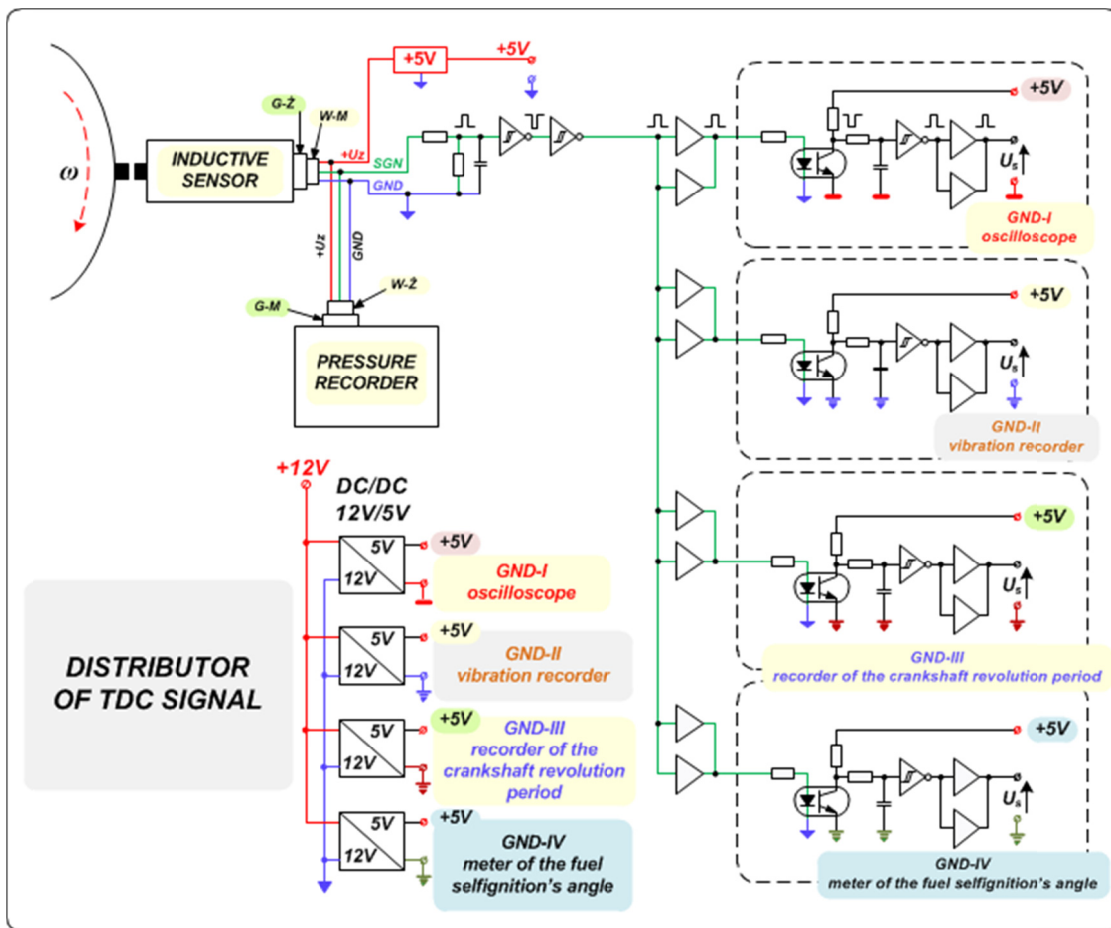 +5V
+5V
G-Ż
W-M
ω
INDUCTIVE
SENSOR
+Uz
SGN
GND
+Uz
GND
G-M
W-Ż
PRESSURE
RECORDER
+5V
Us
GND-I
oscilloscope
+5V
Us
GND-II
vibration recorder
+5V
Us
GND-III
recorder of the crankshaft revolution
period
+5V
Us
GND-IV
meter of the fuel selfignition's angle
+12V
DC/DC
12V/5V
5V
12V
+5V
GND-I
oscilloscope
5V
12V
+5V
GND-II
vibration recorder
5V
12V
+5V
GND-III
recorder of the
crankshaft revolution
period
5V
12V
+5V
GND-IV
meter of the fuel
selfignition's angle
DISTRIBUTOR
OF TDC SIGNAL